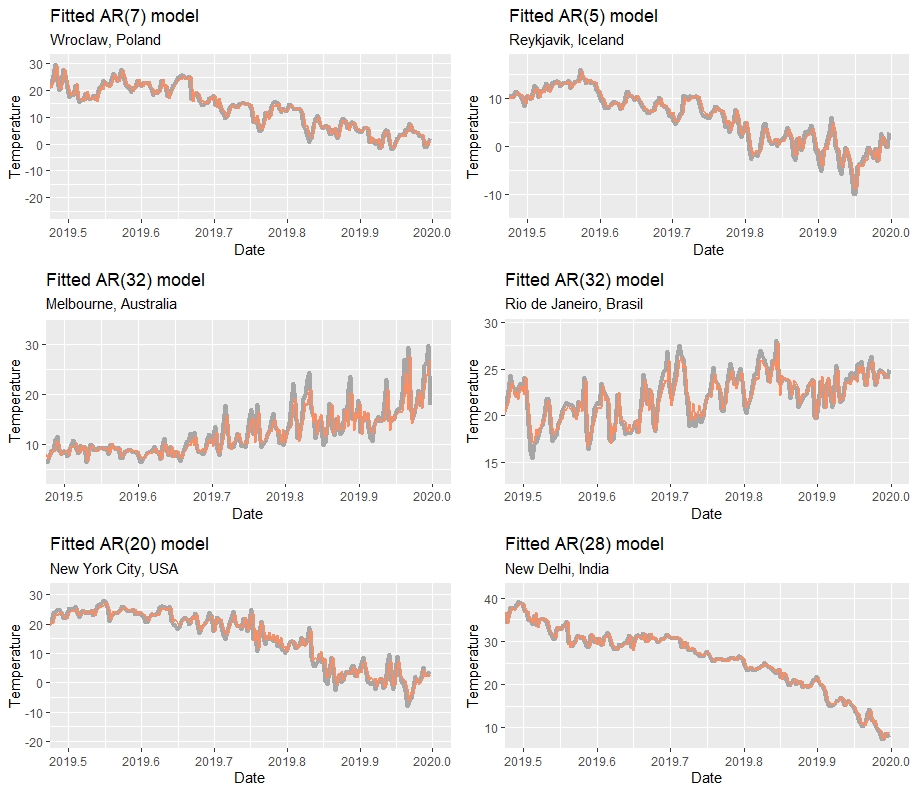 Fitted AR(7) model
Wroclaw, Poland
30
20
10
0
-10
-20
Temperature
2019.5 2019.6 2019.7 2019.8 2019.9 2020.0
Date
Fitted AR(5) model
Reykjavik, Iceland
10
0
-10
Temperature
2019.5 2019.6 2019.7 2019.8 2019.9 2020.0
Date
Fitted AR(32) model
Melbourne, Australia
30
20
10
Temperature
2019.5 2019.6 2019.7 2019.8 2019.9 2020.0
Date
Fitted AR(32) model
Rio de Janeiro, Brasil
30
25
20
15
Temperature
2019.5 2019.6 2019.7 2019.8 2019.9 2020.0
Date
Fitted AR(20) model
New York City, USA
30
20
10
0
-10
-20
Temperature
2019.5 2019.6 2019.7 2019.8 2019.9 2020.0
Date
Fitted AR(28) model
New Delhi, India
40
30
20
10
Temperature
2019.5 2019.6 2019.7 2019.8 2019.9 2020.0
Date